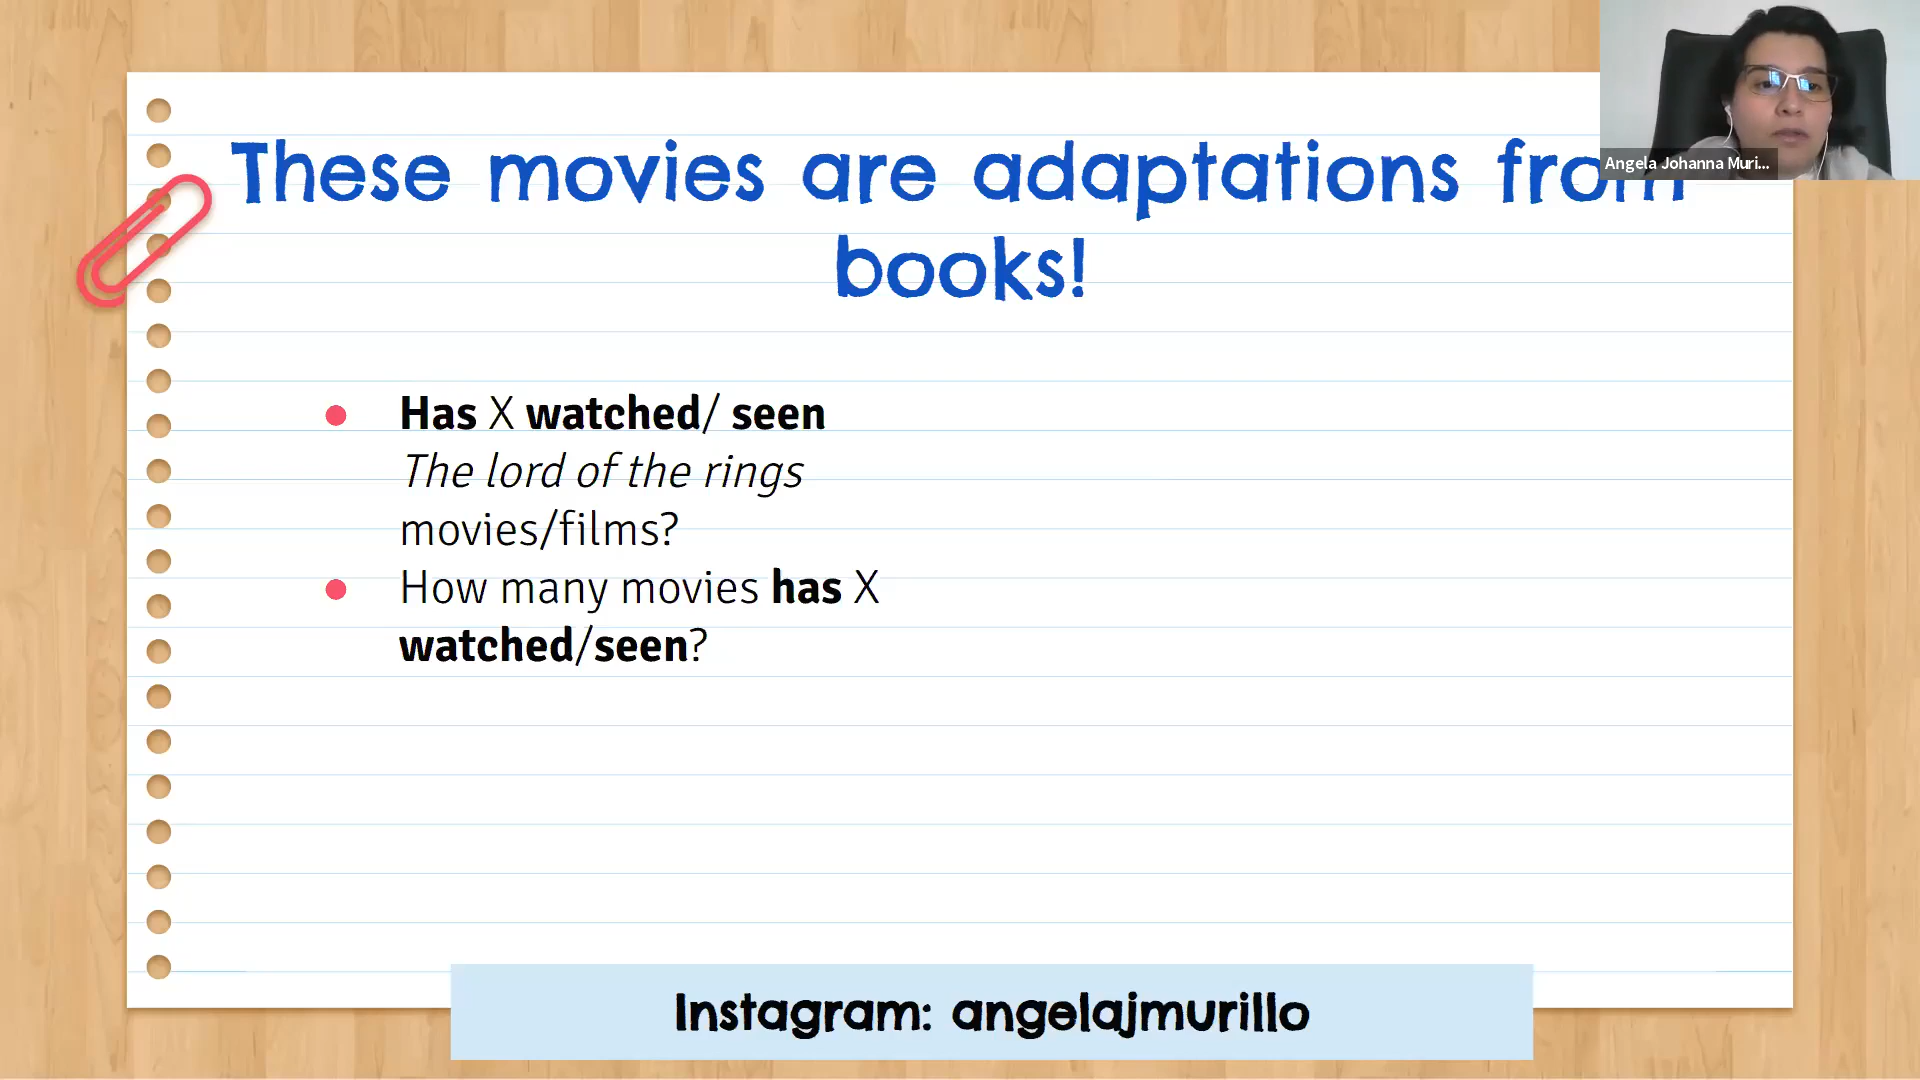 These movies are adaptations from
books!
Angela Johanna Muri...
● Has X watched/ seen
The lord of the rings
movies/films?
● How many movies has X
watched/seen?
Instagram: angelajmurillo